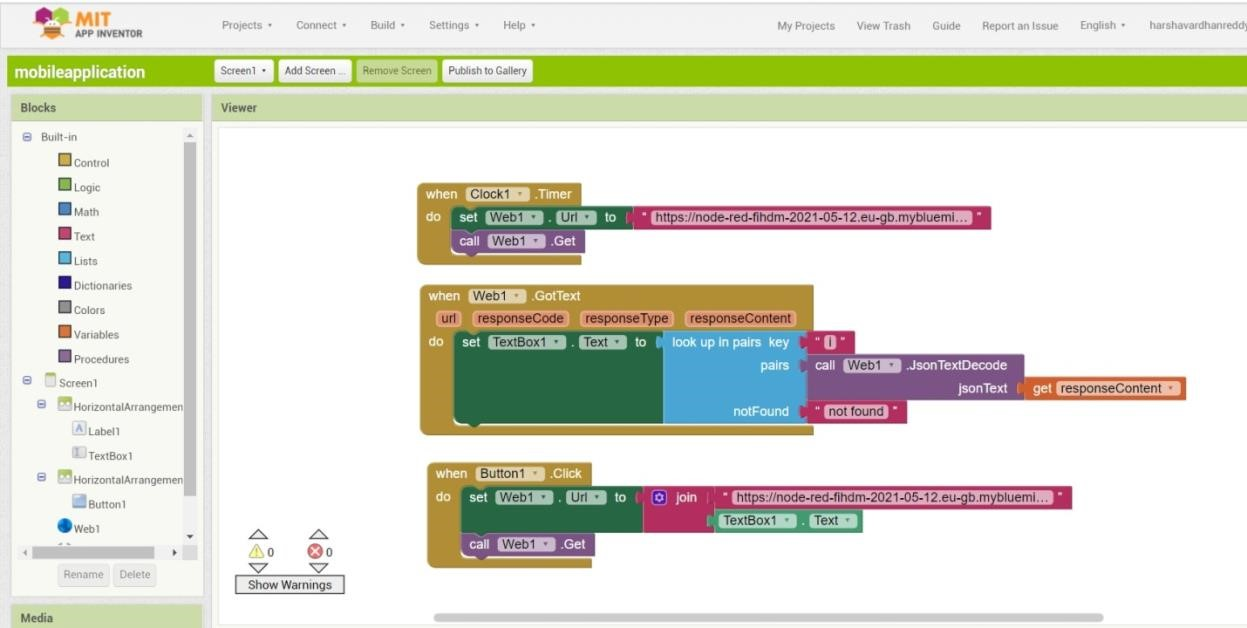 MIT
APP INVENTOR
Projects Connect Build Settings Help My Projects View Trash Guide Report an Issue English harshavardhanreddy
mobileapplication Screen1 Add Screen ... Remove Screen Publish to Gallery
Blocks
Built-in
Control
Logic
Math
Text
Lists
Dictionaries
Colors
Variables
Procedures
Screen1
HorizontalArrangemen
Label1
TextBox1
HorizontalArrangemen
Button1
Web1
Rename Delete
Media
Viewer
when Clock1 .Timer
do set Web1 . Url to " https://node-red-fihdm-2021-05-12.eu-gb.mybluemi... "
call Web1 .Get
when Web1 .GotText
url responseCode responseType responseContent
do set TextBox1 . Text to look up in pairs key " i "
pairs call Web1 .JsonTextDecode
jsonText get responseContent
notFound " not found "
when Button1 .Click
do set Web1 . Url to join " https://node-red-fihdm-2021-05-12.eu-gb.mybluemi... "
TextBox1 . Text
call Web1 .Get
0 0
Show Warnings